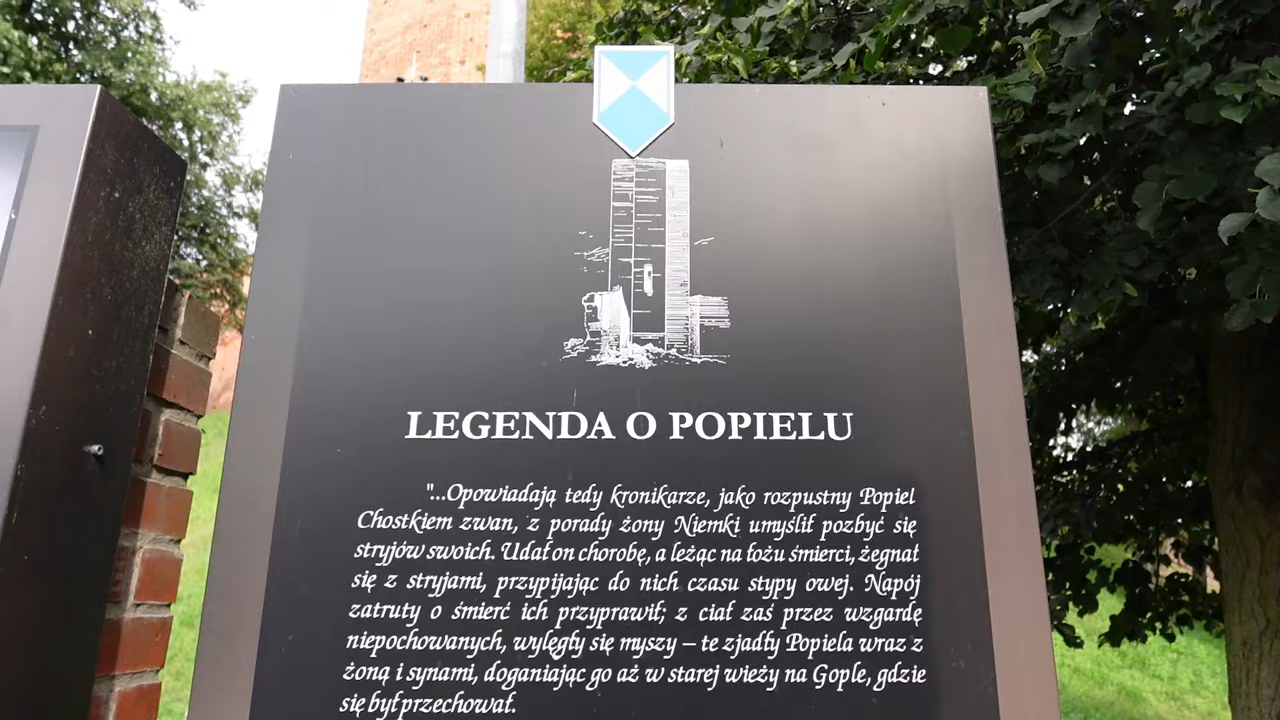 LEGENDA O POPIELU
"...Opowiadają tedy kronikarze, jako rozpustny Popiel
Chostkiem zwan, z porady żony Niemki umyślił pozbyć się
stryjów swoich. Udał on chorobę, a leżąc na łożu śmierci, żegnał
się z stryjami, przypijając do nich czasu stypy owej. Napój
zatruty o śmierć ich przyprawił; z ciał zaś przez wzgardę
niepochowanych, wylęgły się myszy – te zjadły Popiela wraz z
żoną i synami, doganiając go aż w starej wieży na Gople, gdzie
się był przechował.